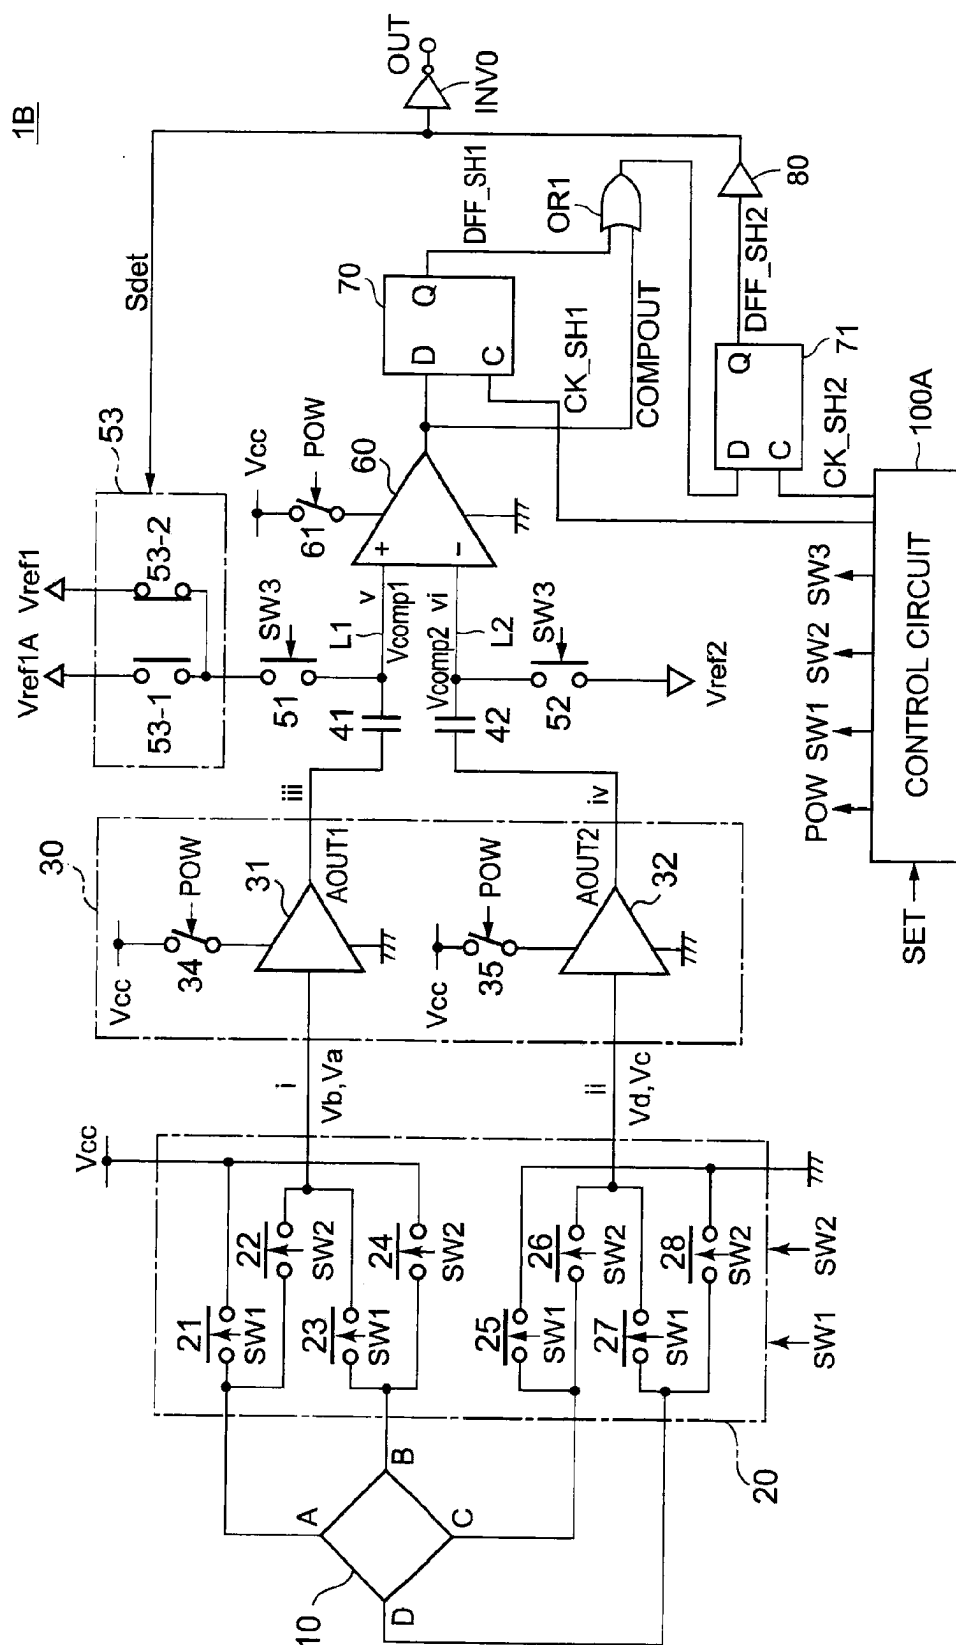 1B
Sdet
53
Vref1A
Vref1
53-1
53-2
SW3
51
L1
v
Vcomp1
Vcomp2
vi
L2
SW3
52
Vref2
41
42
Vcc
POW
61
60
+
−
70
D
Q
C
DFF_SH1
CK_SH1
COMPOUT
OR1
OUT
INV0
80
DFF_SH2
71
D
Q
C
CK_SH2
100A
CONTROL CIRCUIT
SET
POW
SW1
SW2
SW3
30
Vcc
34
POW
31
AOUT1
iii
Vcc
35
POW
32
AOUT2
iv
i
Vb,Va
ii
Vd,Vc
Vcc
21
SW1
22
SW2
23
SW1
24
SW2
25
SW1
26
SW2
27
SW1
28
SW2
SW1
SW2
20
A
B
C
D
10